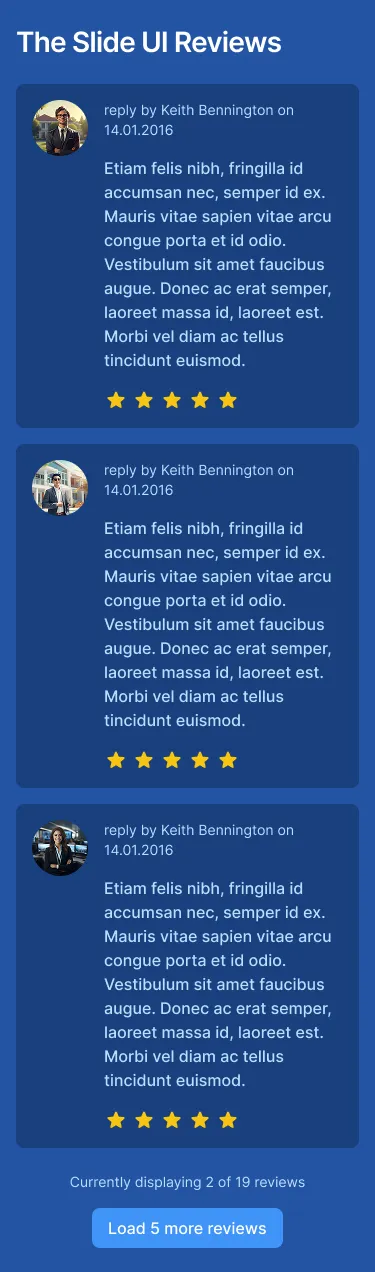 The Slide UI Reviews
reply by Keith Bennington on
14.01.2016
Etiam felis nibh, fringilla id
accumsan nec, semper id ex.
Mauris vitae sapien vitae arcu
congue porta et id odio.
Vestibulum sit amet faucibus
augue. Donec ac erat semper,
laoreet massa id, laoreet est.
Morbi vel diam ac tellus
tincidunt euismod.
reply by Keith Bennington on
14.01.2016
Etiam felis nibh, fringilla id
accumsan nec, semper id ex.
Mauris vitae sapien vitae arcu
congue porta et id odio.
Vestibulum sit amet faucibus
augue. Donec ac erat semper,
laoreet massa id, laoreet est.
Morbi vel diam ac tellus
tincidunt euismod.
reply by Keith Bennington on
14.01.2016
Etiam felis nibh, fringilla id
accumsan nec, semper id ex.
Mauris vitae sapien vitae arcu
congue porta et id odio.
Vestibulum sit amet faucibus
augue. Donec ac erat semper,
laoreet massa id, laoreet est.
Morbi vel diam ac tellus
tincidunt euismod.
Currently displaying 2 of 19 reviews
Load 5 more reviews